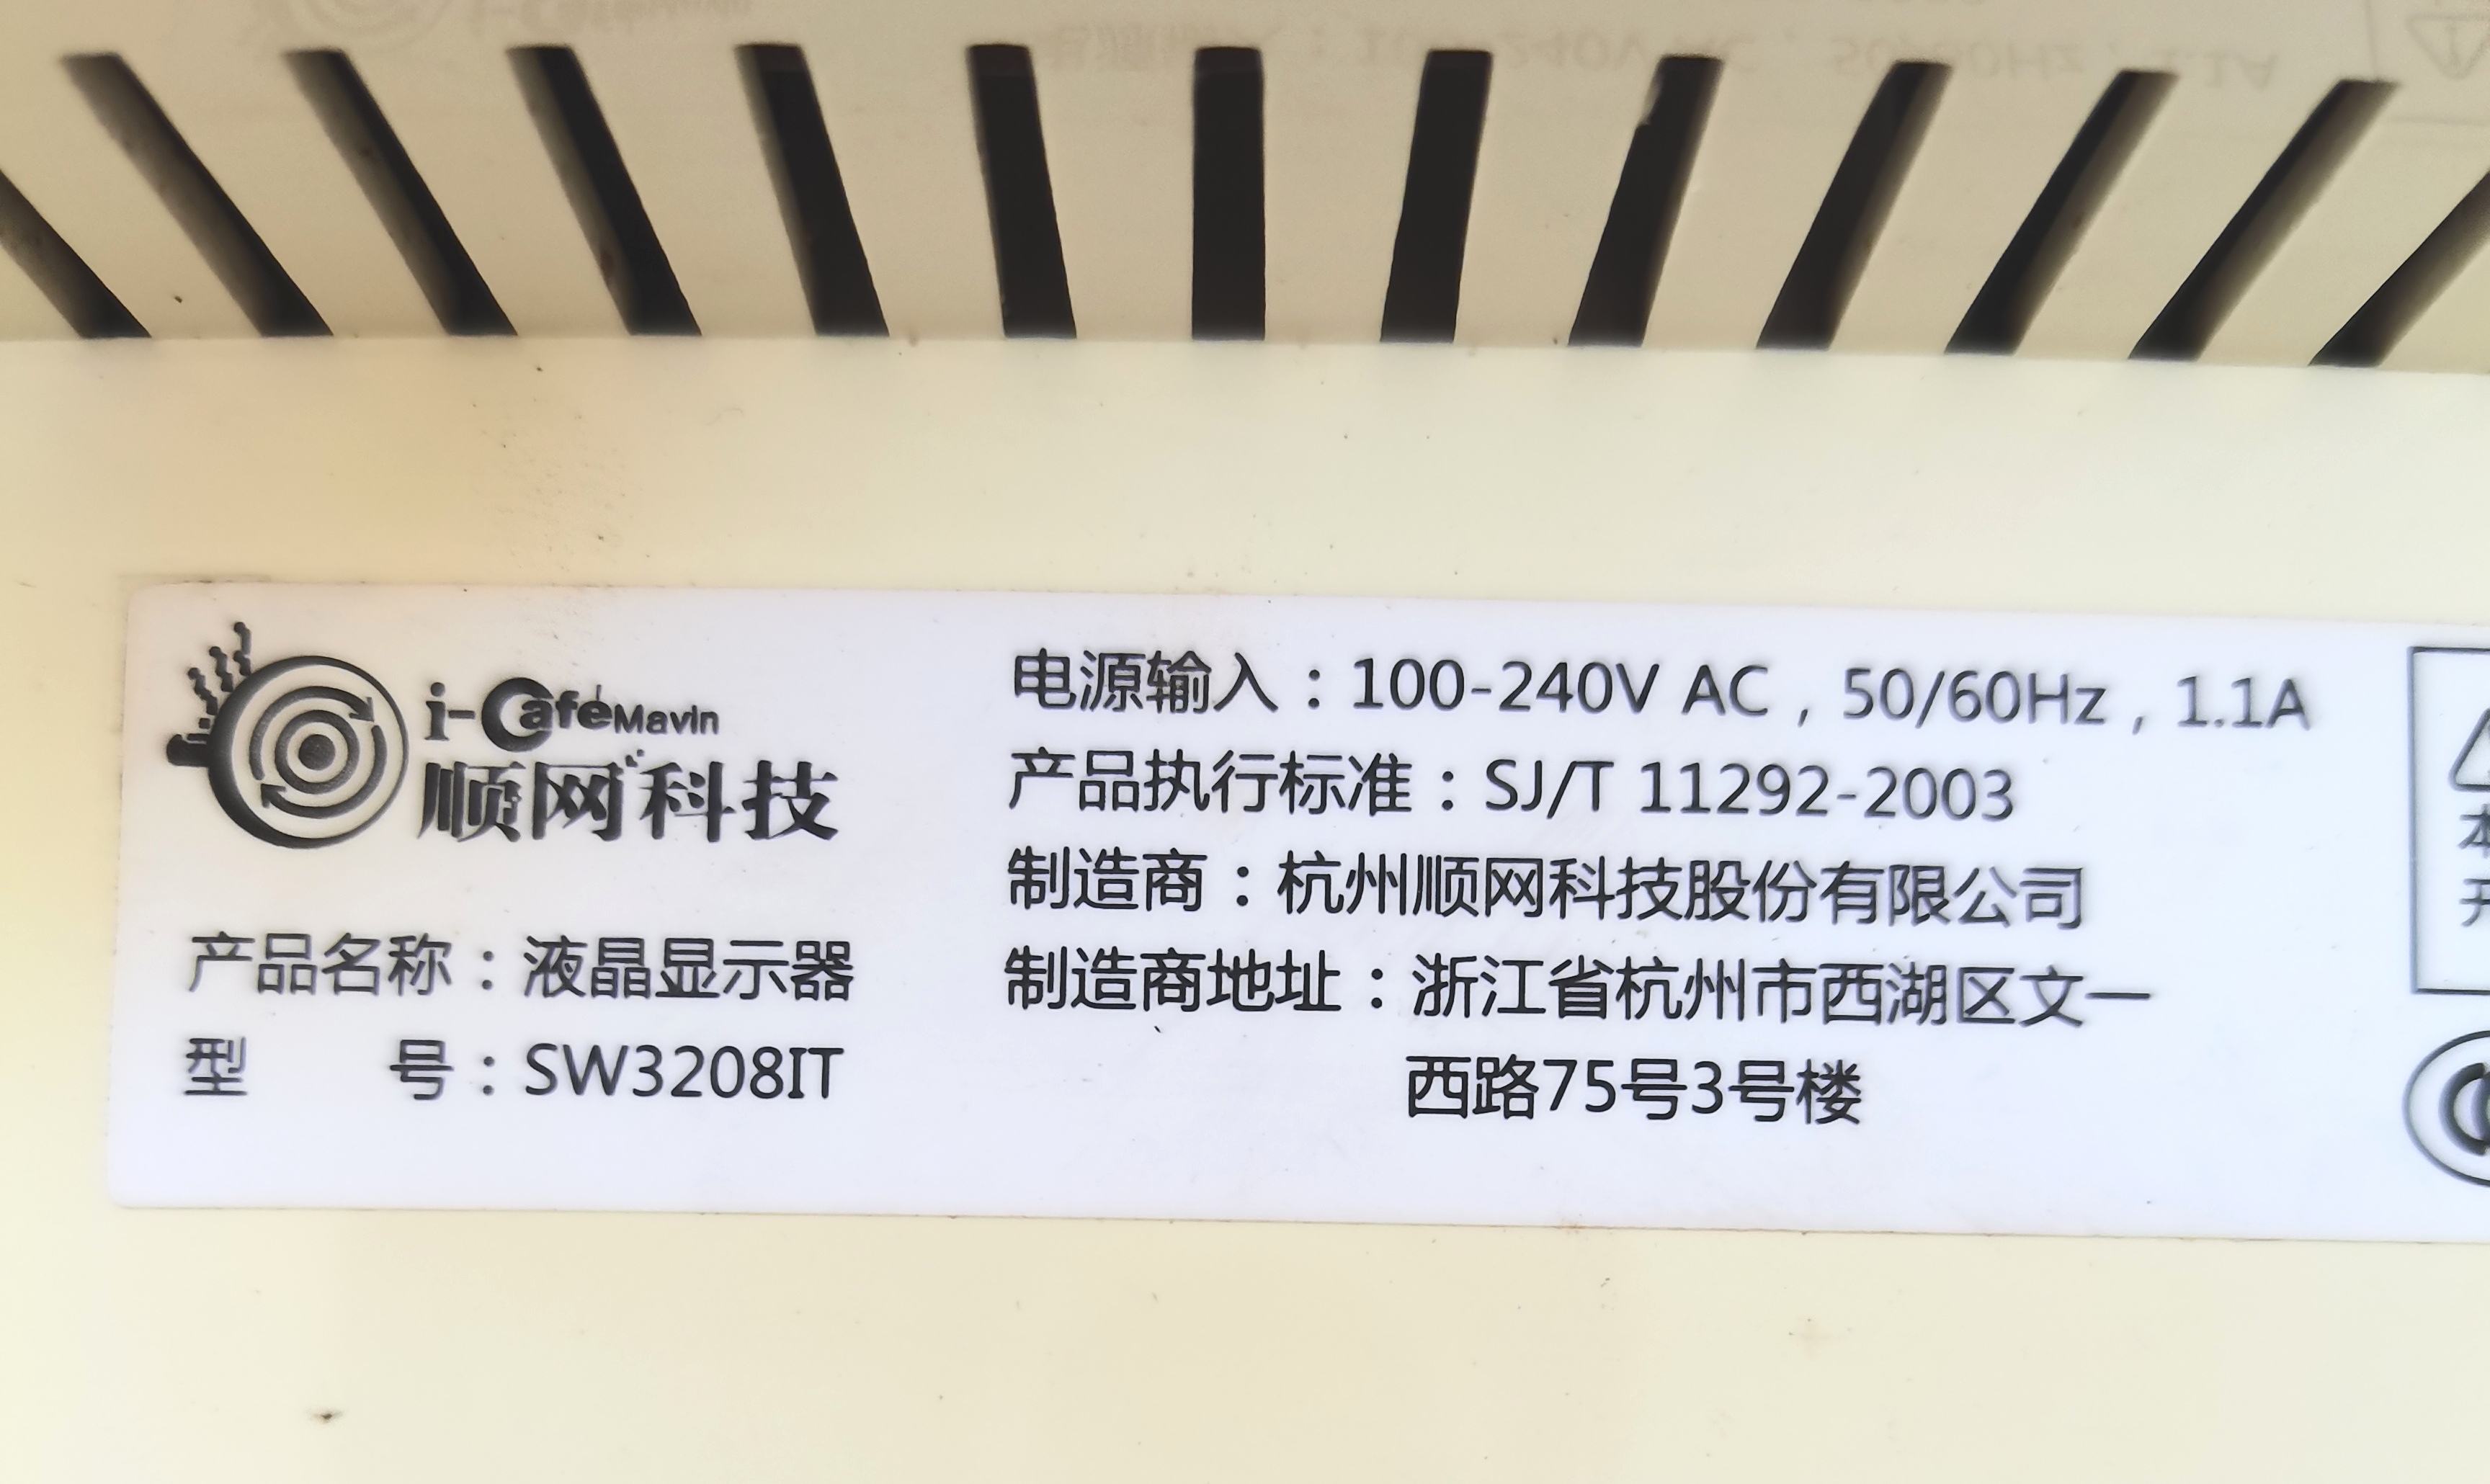 i-CaféMavin
顺网科技
产品名称：液晶显示器
型 号：SW3208IT
电源输入：100-240V AC，50/60Hz，1.1A
产品执行标准：SJ/T 11292-2003
制造商：杭州顺网科技股份有限公司
制造商地址：浙江省杭州市西湖区文一
西路75号3号楼